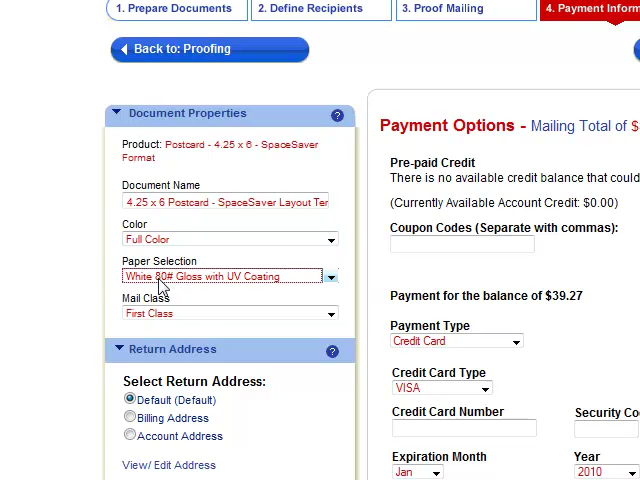 1. Prepare Documents
2. Define Recipients
3. Proof Mailing
4. Payment Inform
Back to: Proofing
Document Properties
?
Product: Postcard - 4.25 x 6 - SpaceSaver
Format
Document Name
4.25 x 6 Postcard - SpaceSaver Layout Ter
Color
Full Color
Paper Selection
White 80# Gloss with UV Coating
Mail Class
First Class
Return Address
?
Select Return Address:
Default (Default)
Billing Address
Account Address
View/ Edit Address
Payment Options - Mailing Total of $
Pre-paid Credit
There is no available credit balance that could
(Currently Available Account Credit: $0.00)
Coupon Codes (Separate with commas):
Payment for the balance of $39.27
Payment Type
Credit Card
Credit Card Type
VISA
Credit Card Number
Security Co
Expiration Month
Year
Jan
2010